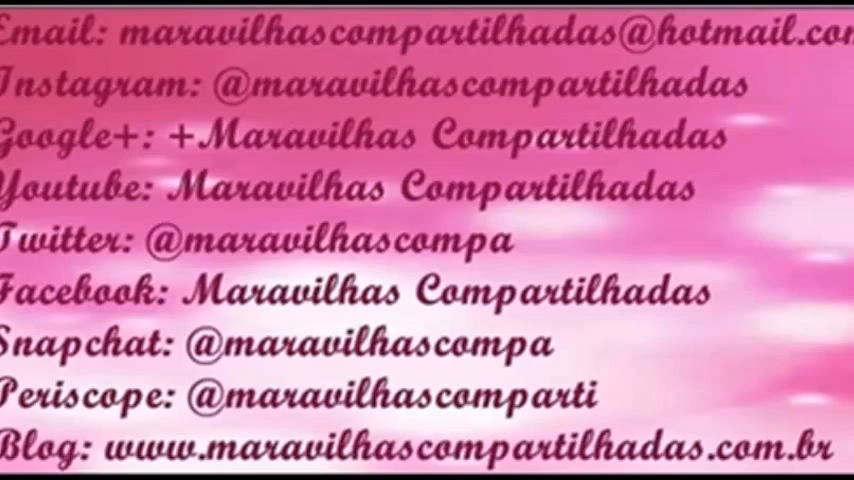 Email: maravilhascompartilhadas@hotmail.com
Instagram: @maravilhascompartilhadas
Google+: +Maravilhas Compartilhadas
Youtube: Maravilhas Compartilhadas
Twitter: @maravilhascompa
Facebook: Maravilhas Compartilhadas
Snapchat: @maravilhascompa
Periscope: @maravilhascomparti
Blog: www.maravilhascompartilhadas.com.br